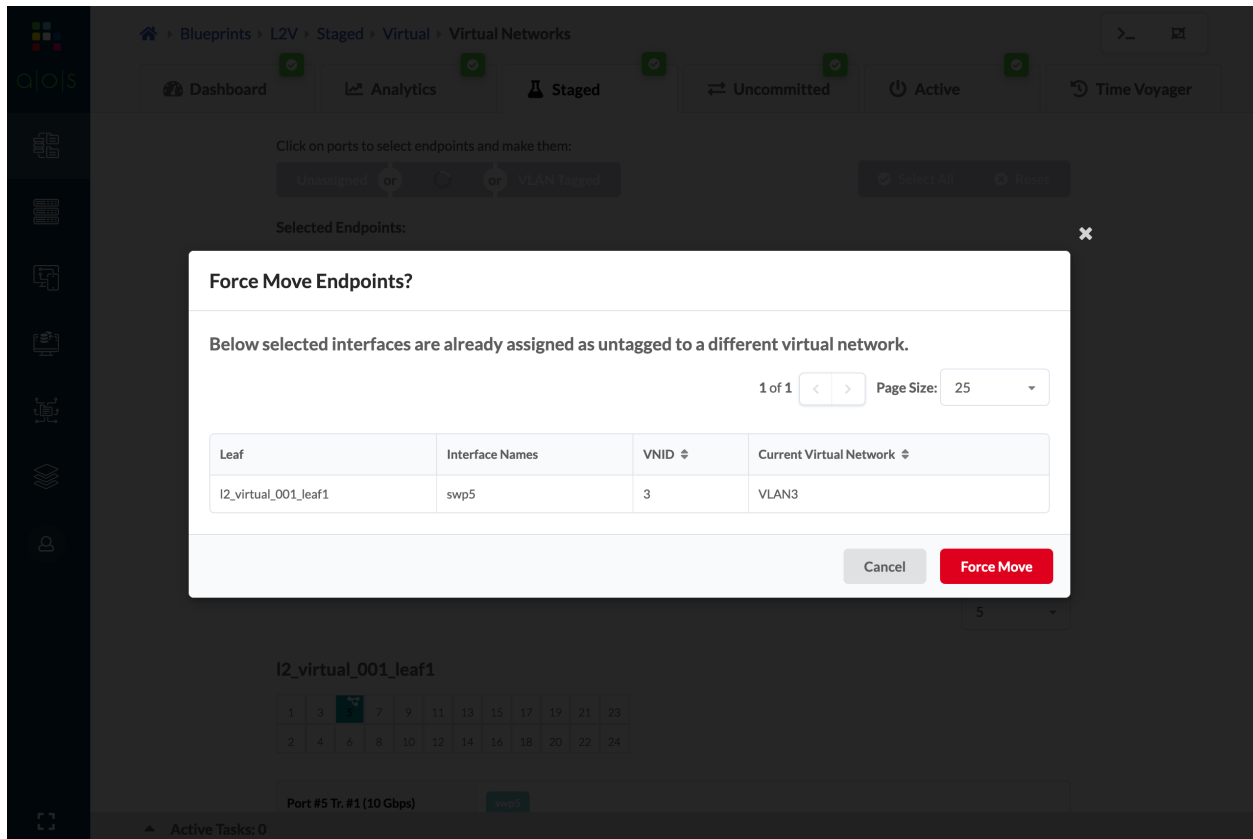 Blueprints L2V Staged Virtual Virtual Networks
>_
a|o|s
Dashboard Analytics Staged Uncommitted Active Time Voyager
Click on ports to select endpoints and make them:
Unassigned or or VLAN Tagged Select All Reset
Selected Endpoints:
Force Move Endpoints?
Below selected interfaces are already assigned as untagged to a different virtual network.
1 of 1 Page Size: 25
Leaf Interface Names VNID Current Virtual Network
l2_virtual_001_leaf1 swp5 3 VLAN3
Cancel Force Move
5
l2_virtual_001_leaf1
1 3 5 7 9 11 13 15 17 19 21 23
2 4 6 8 10 12 14 16 18 20 22 24
Port #5 Tr. #1 (10 Gbps) swp5
Active Tasks: 0